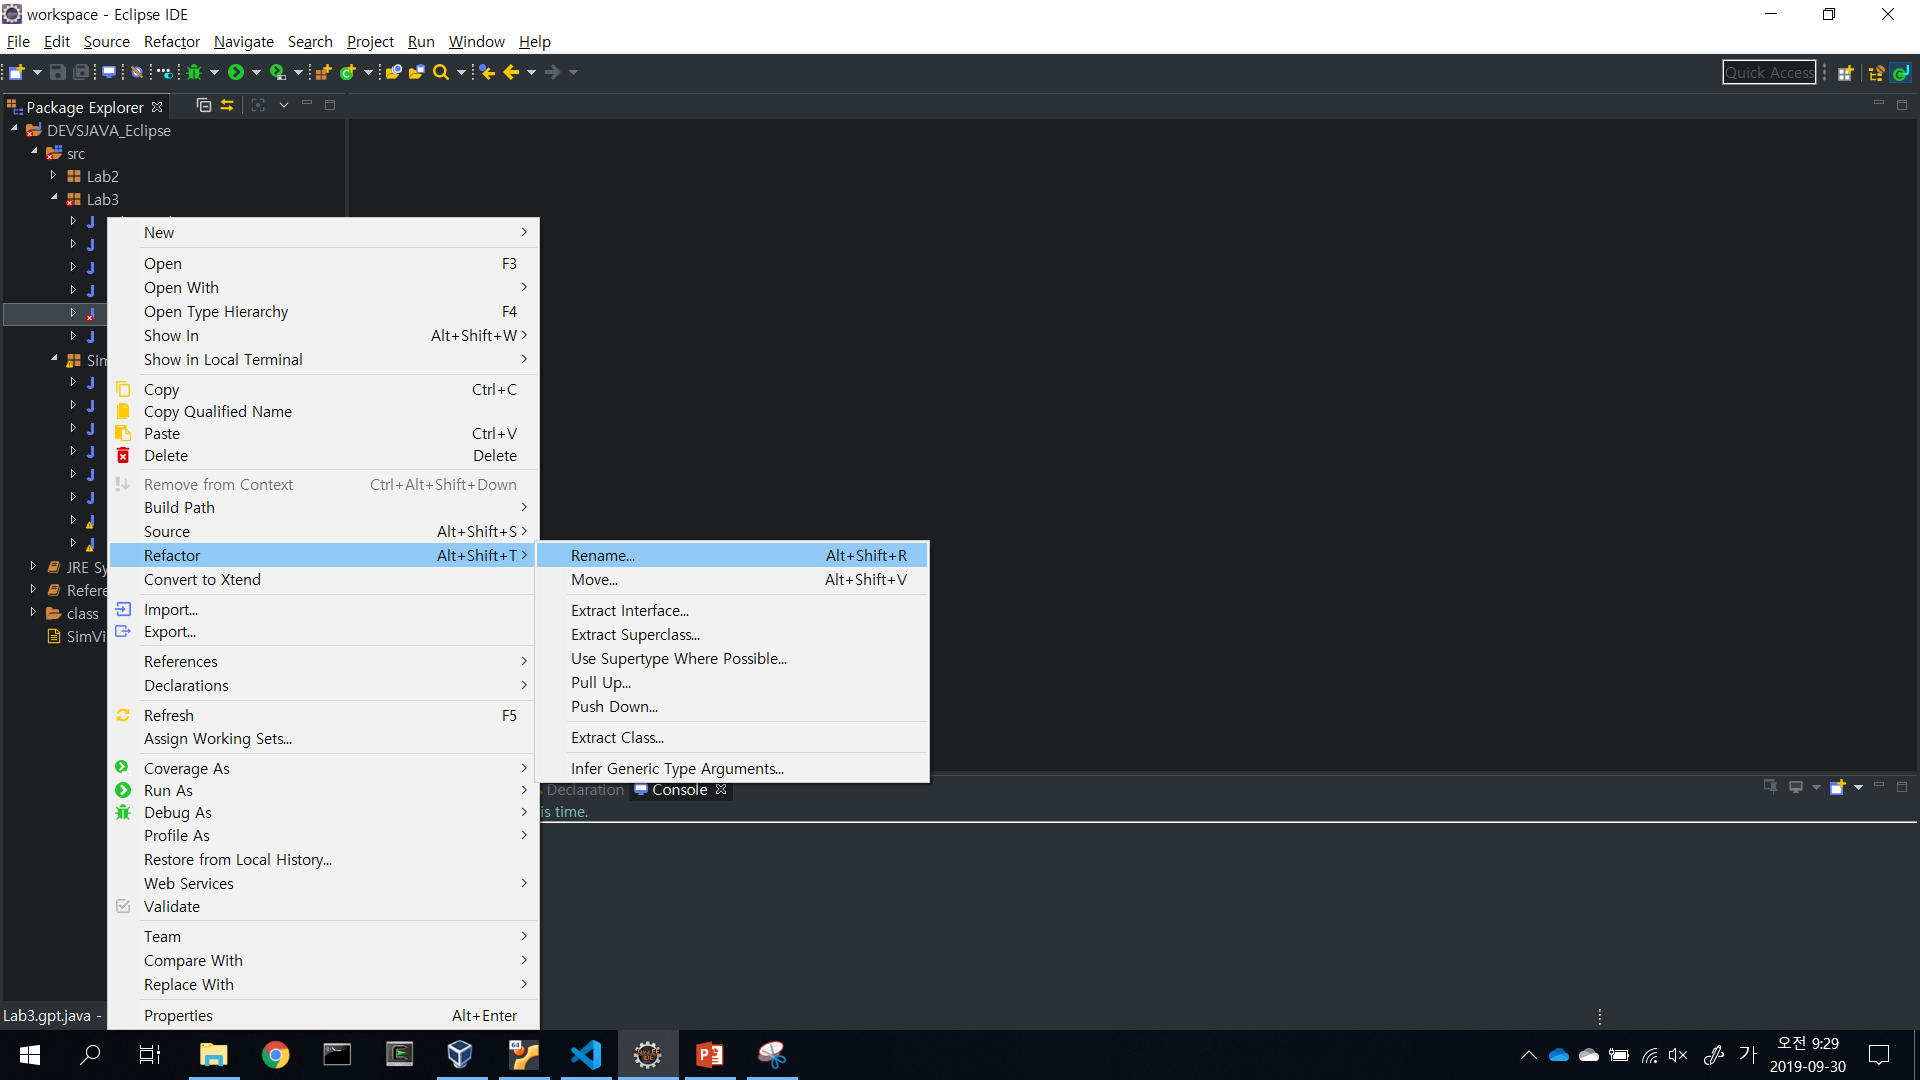 workspace - Eclipse IDE
File Edit Source Refactor Navigate Search Project Run Window Help
Quick Access
Package Explorer
DEVSJAVA_Eclipse
src
Lab2
Lab3
Sim
JRE Sy
Refere
class
SimVi
New
Open F3
Open With
Open Type Hierarchy F4
Show In Alt+Shift+W
Show in Local Terminal
Copy Ctrl+C
Copy Qualified Name
Paste Ctrl+V
Delete Delete
Remove from Context Ctrl+Alt+Shift+Down
Build Path
Source Alt+Shift+S
Refactor Alt+Shift+T
Convert to Xtend
Import...
Export...
References
Declarations
Refresh F5
Assign Working Sets...
Coverage As
Run As
Debug As
Profile As
Restore from Local History...
Web Services
Validate
Team
Compare With
Replace With
Properties Alt+Enter
Rename... Alt+Shift+R
Move... Alt+Shift+V
Extract Interface...
Extract Superclass...
Use Supertype Where Possible...
Pull Up...
Push Down...
Extract Class...
Infer Generic Type Arguments...
Declaration Console
is time.
Lab3.gpt.java -
64
가
오전 9:29
2019-09-30